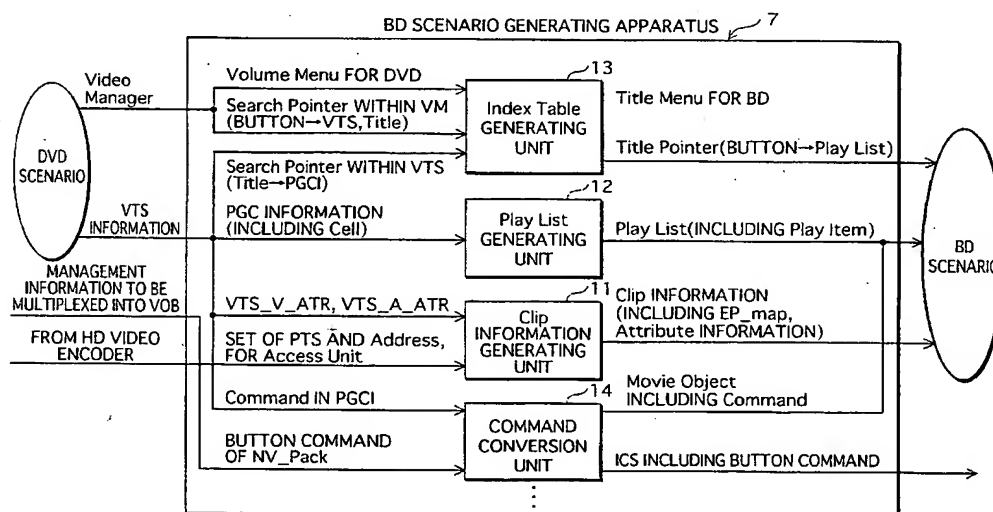 BD SCENARIO GENERATING APPARATUS
7
Video
Manager
DVD
SCENARIO
VTS
INFORMATION
MANAGEMENT
INFORMATION TO BE
MULTIPLEXED INTO VOB
FROM HD VIDEO
ENCODER
Volume Menu FOR DVD
Search Pointer WITHIN VM
(BUTTON→VTS,Title)
Search Pointer WITHIN VTS
(Title→PGCI)
PGC INFORMATION
(INCLUDING Cell)
VTS_V_ATR, VTS_A_ATR
SET OF PTS AND Address,
FOR Access Unit
Command IN PGCI
BUTTON COMMAND
OF NV_Pack
13
Index Table
GENERATING
UNIT
12
Play List
GENERATING
UNIT
11
Clip
INFORMATION
GENERATING
UNIT
14
COMMAND
CONVERSION
UNIT
Title Menu FOR BD
Title Pointer(BUTTON→Play List)
Play List(INCLUDING Play Item)
Clip INFORMATION
(INCLUDING EP_map,
Attribute INFORMATION)
Movie Object
INCLUDING Command
ICS INCLUDING BUTTON COMMAND
BD
SCENARIO